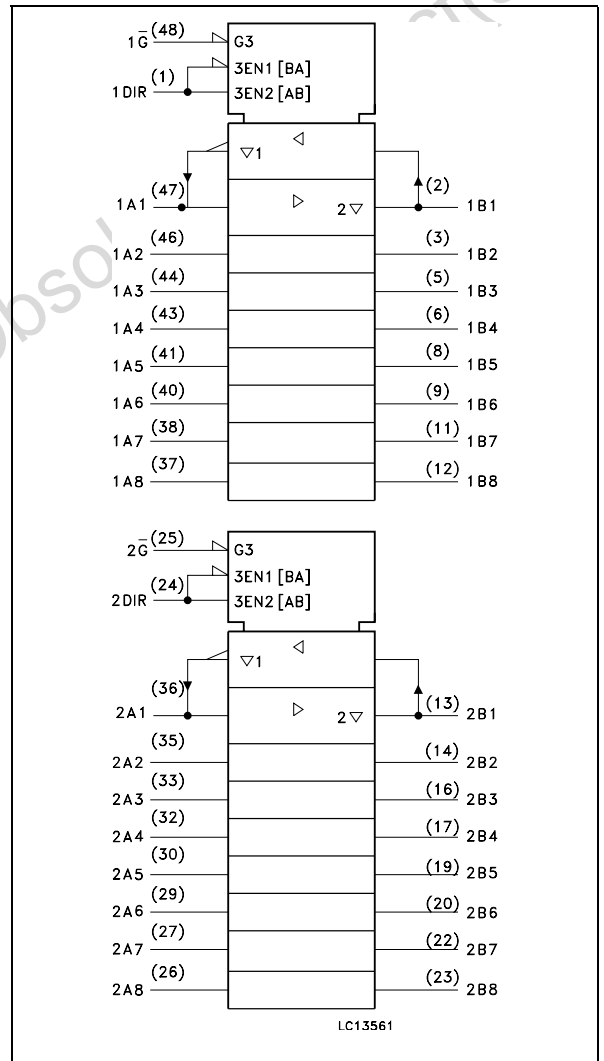 1G̅ (48) G3
3EN1 [BA]
1DIR (1) 3EN2 [AB]
▽1 ◁
1A1 (47) ▷ 2▽ (2) 1B1
1A2 (46) (3) 1B2
1A3 (44) (5) 1B3
1A4 (43) (6) 1B4
1A5 (41) (8) 1B5
1A6 (40) (9) 1B6
1A7 (38) (11) 1B7
1A8 (37) (12) 1B8
2G̅ (25) G3
3EN1 [BA]
2DIR (24) 3EN2 [AB]
▽1 ◁
2A1 (36) ▷ 2▽ (13) 2B1
2A2 (35) (14) 2B2
2A3 (33) (16) 2B3
2A4 (32) (17) 2B4
2A5 (30) (19) 2B5
2A6 (29) (20) 2B6
2A7 (27) (22) 2B7
2A8 (26) (23) 2B8
LC13561